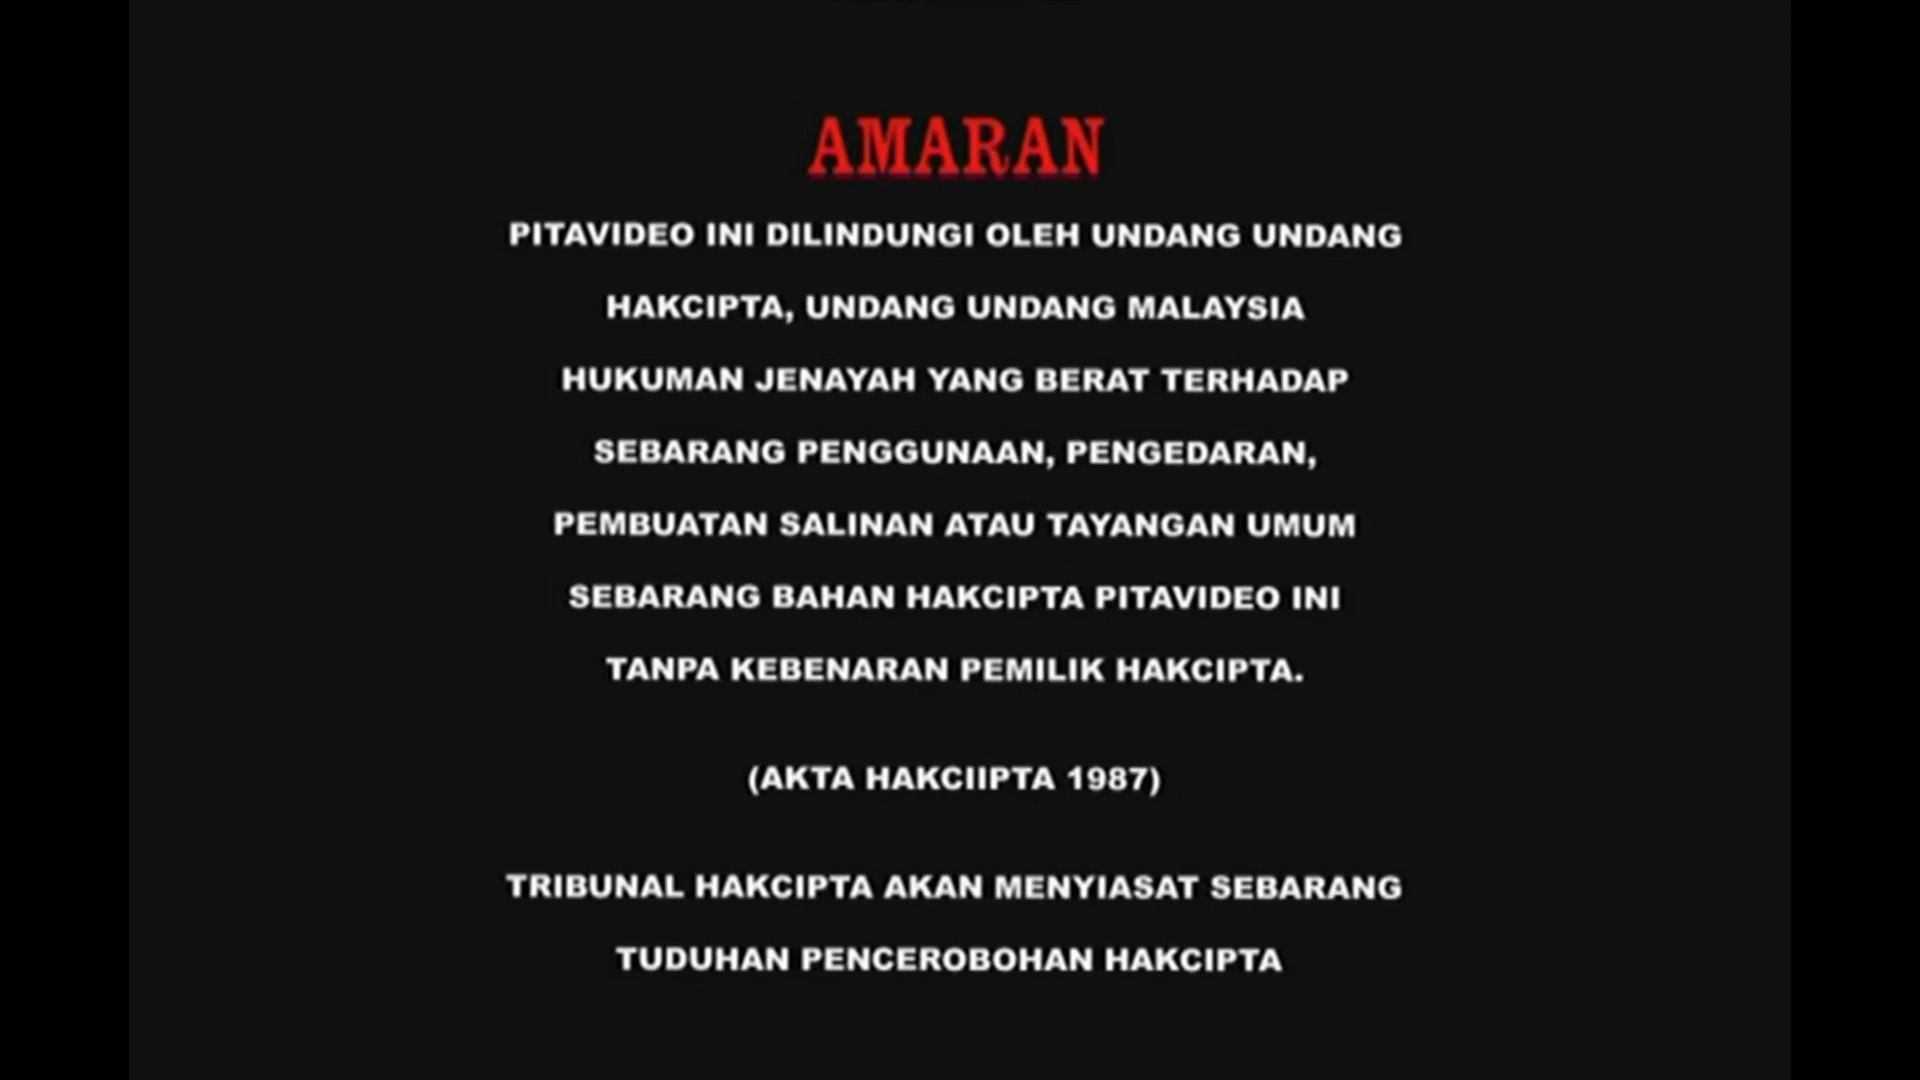 AMARAN
PITAVIDEO INI DILINDUNGI OLEH UNDANG UNDANG
HAKCIPTA, UNDANG UNDANG MALAYSIA
HUKUMAN JENAYAH YANG BERAT TERHADAP
SEBARANG PENGGUNAAN, PENGEDARAN,
PEMBUATAN SALINAN ATAU TAYANGAN UMUM
SEBARANG BAHAN HAKCIPTA PITAVIDEO INI
TANPA KEBENARAN PEMILIK HAKCIPTA.
(AKTA HAKCIIPTA 1987)
TRIBUNAL HAKCIPTA AKAN MENYIASAT SEBARANG
TUDUHAN PENCEROBOHAN HAKCIPTA